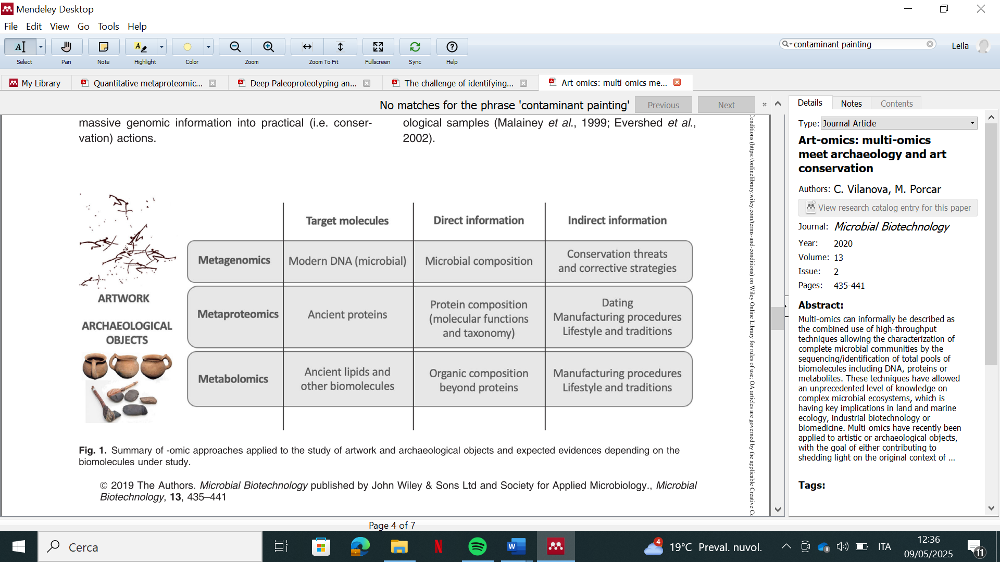 Mendeley Desktop
File Edit View Go Tools Help
Select Pan Note Highlight Color Zoom Zoom To Fit Fullscreen Sync Help
contaminant painting
Leila
My Library
Quantitative metaproteomic...
Deep Paleoproteotyping an...
The challenge of identifying...
Art-omics: multi-omics me...
No matches for the phrase 'contaminant painting' Previous Next
massive genomic information into practical (i.e. conser-
vation) actions.
ological samples (Malainey et al., 1999; Evershed et al.,
2002).
ARTWORK
ARCHAEOLOGICAL
OBJECTS
Target molecules
Direct information
Indirect information
Metagenomics
Modern DNA (microbial)
Microbial composition
Conservation threats
and corrective strategies
Metaproteomics
Ancient proteins
Protein composition
(molecular functions
and taxonomy)
Dating
Manufacturing procedures
Lifestyle and traditions
Metabolomics
Ancient lipids and
other biomolecules
Organic composition
beyond proteins
Manufacturing procedures
Lifestyle and traditions
Fig. 1. Summary of -omic approaches applied to the study of artwork and archaeological objects and expected evidences depending on the
biomolecules under study.
© 2019 The Authors. Microbial Biotechnology published by John Wiley & Sons Ltd and Society for Applied Microbiology., Microbial
Biotechnology, 13, 435–441
Conditions (https://onlinelibrary.wiley.com/terms-and-conditions) on Wiley Online Library for rules of use; OA articles are governed by the applicable Creative
Page 4 of 7
Details Notes Contents
Type: Journal Article
Art-omics: multi-omics
meet archaeology and art
conservation
Authors: C. Vilanova, M. Porcar
View research catalog entry for this paper
Journal: Microbial Biotechnology
Year: 2020
Volume: 13
Issue: 2
Pages: 435-441
Abstract:
Multi-omics can informally be described as
the combined use of high-throughput
techniques allowing the characterization of
complete microbial communities by the
sequencing/identification of total pools of
biomolecules including DNA, proteins or
metabolites. These techniques have allowed
an unprecedented level of knowledge on
complex microbial ecosystems, which is
having key implications in land and marine
ecology, industrial biotechnology or
biomedicine. Multi-omics have recently been
applied to artistic or archaeological objects,
with the goal of either contributing to
shedding light on the original context of ...
Tags:
Cerca
4
19°C Preval. nuvol.
ITA
12:36
09/05/2025
11